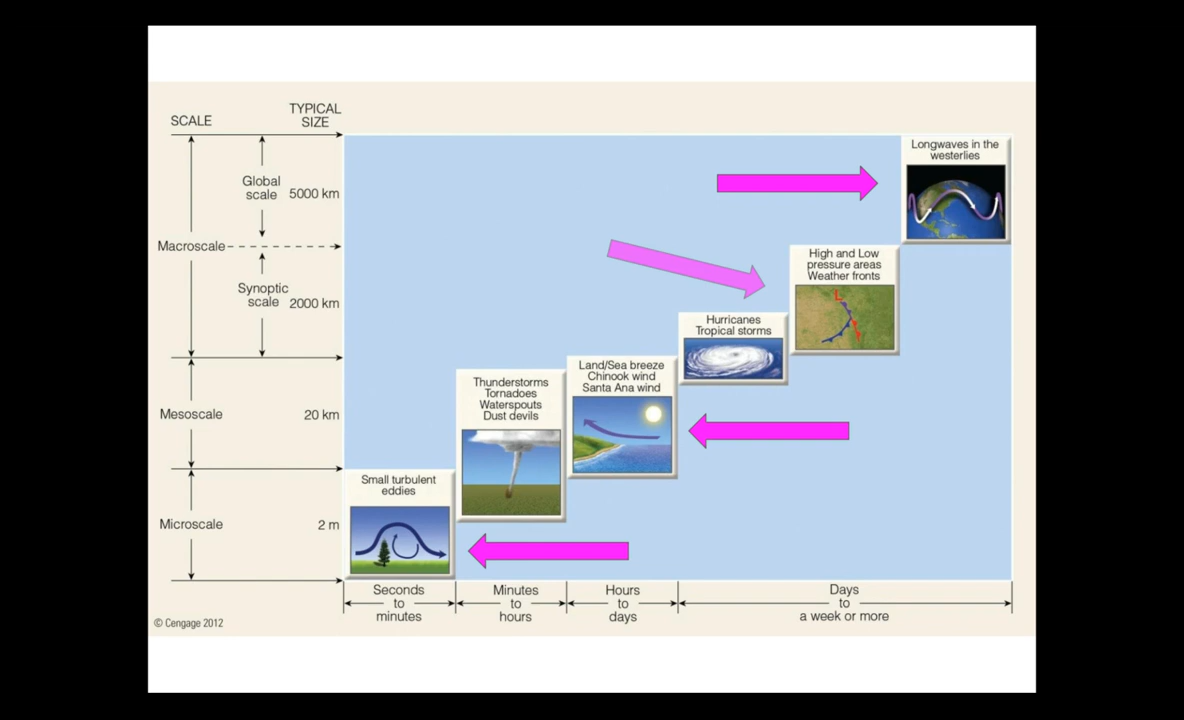 SCALE
TYPICAL
SIZE
Global
scale
5000 km
Macroscale
Synoptic
scale
2000 km
Mesoscale
20 km
Microscale
2 m
Longwaves in the
westerlies
High and Low
pressure areas
Weather fronts
L
Hurricanes
Tropical storms
Land/Sea breeze
Chinook wind
Santa Ana wind
Thunderstorms
Tornadoes
Waterspouts
Dust devils
Small turbulent
eddies
Seconds
to
minutes
Minutes
to
hours
Hours
to
days
Days
to
a week or more
© Cengage 2012